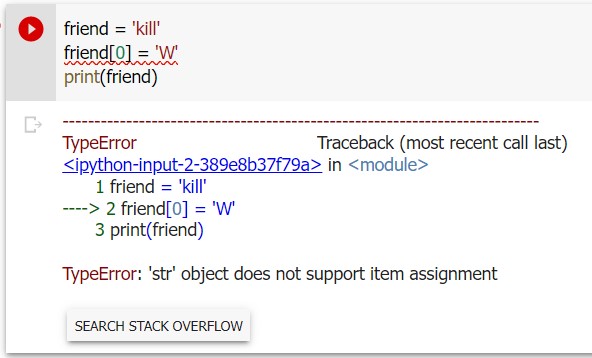 friend = 'kill'
friend[0] = 'W'
print(friend)
---------------------------------------------------------------------------
TypeError Traceback (most recent call last)
<ipython-input-2-389e8b37f79a> in <module>
1 friend = 'kill'
----> 2 friend[0] = 'W'
3 print(friend)
TypeError: 'str' object does not support item assignment
SEARCH STACK OVERFLOW